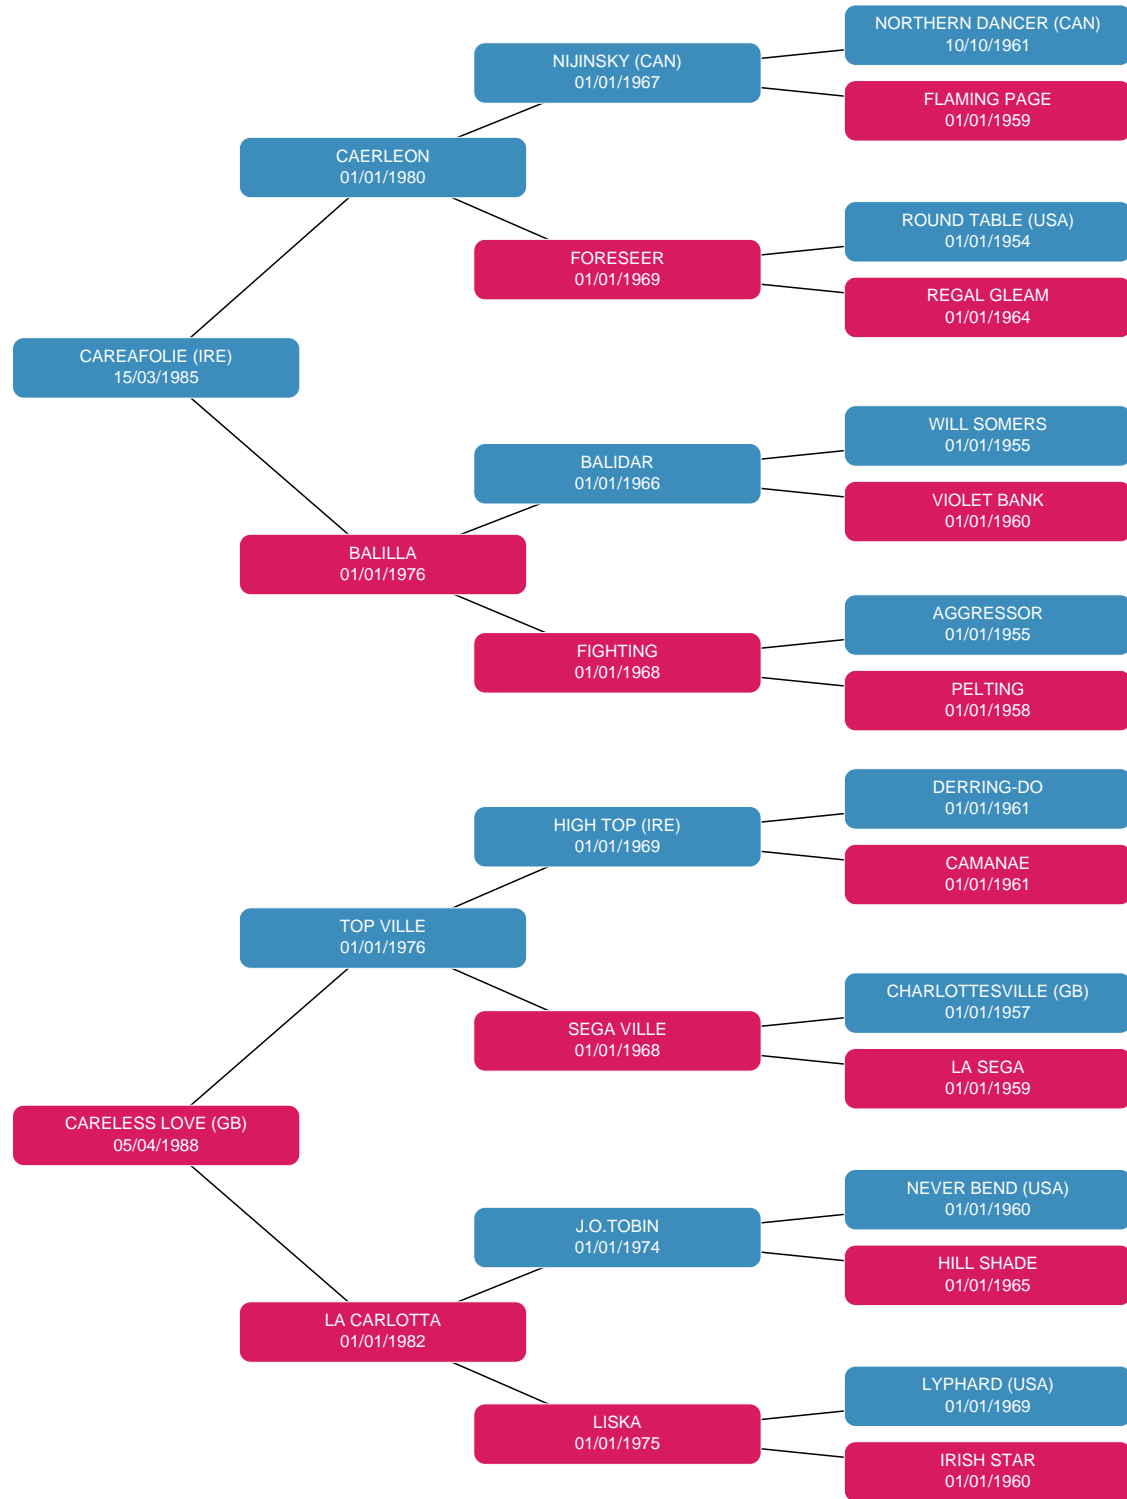 NORTHERN DANCER (CAN)
10/10/1961
NIJINSKY (CAN)
01/01/1967
FLAMING PAGE
01/01/1959
CAERLEON
01/01/1980
ROUND TABLE (USA)
01/01/1954
FORESEER
01/01/1969
REGAL GLEAM
01/01/1964
CAREAFOLIE (IRE)
15/03/1985
WILL SOMERS
01/01/1955
BALIDAR
01/01/1966
VIOLET BANK
01/01/1960
BALILLA
01/01/1976
AGGRESSOR
01/01/1955
FIGHTING
01/01/1968
PELTING
01/01/1958
DERRING-DO
01/01/1961
HIGH TOP (IRE)
01/01/1969
CAMANAE
01/01/1961
TOP VILLE
01/01/1976
CHARLOTTESVILLE (GB)
01/01/1957
SEGA VILLE
01/01/1968
LA SEGA
01/01/1959
CARELESS LOVE (GB)
05/04/1988
NEVER BEND (USA)
01/01/1960
J.O.TOBIN
01/01/1974
HILL SHADE
01/01/1965
LA CARLOTTA
01/01/1982
LYPHARD (USA)
01/01/1969
LISKA
01/01/1975
IRISH STAR
01/01/1960